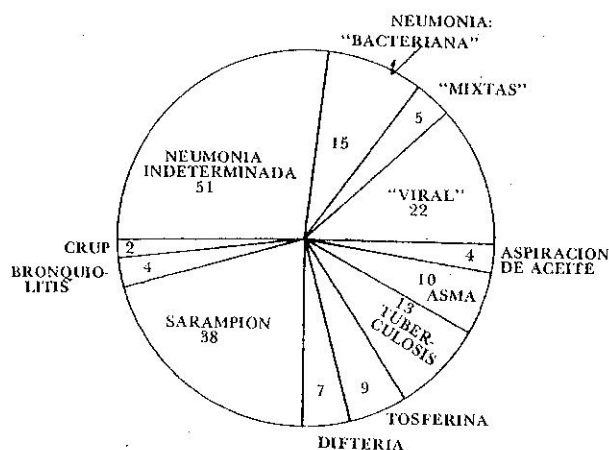 NEUMONIA:
"BACTERIANA"
"MIXTAS"
15
5
NEUMONIA
INDETERMINADA
51
"VIRAL"
22
CRUP
2
4
ASPIRACION
DE ACEITE
BRONQUIO-
LITIS
4
10
ASMA
13
TUBER-
CULOSIS
SARAMPION
38
7
9
TOSFERINA
DIFTERIA